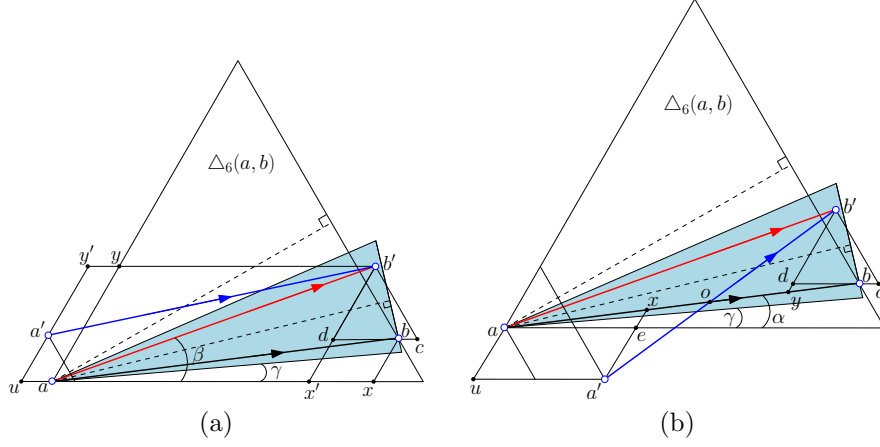 △₆(a, b)
y′
y
b′
a′
d
b
c
β
γ
u
a
x′
x
(a)
△₆(a, b)
b′
d
b
c
o
y
x
a
e
γ
α
u
a′
(b)